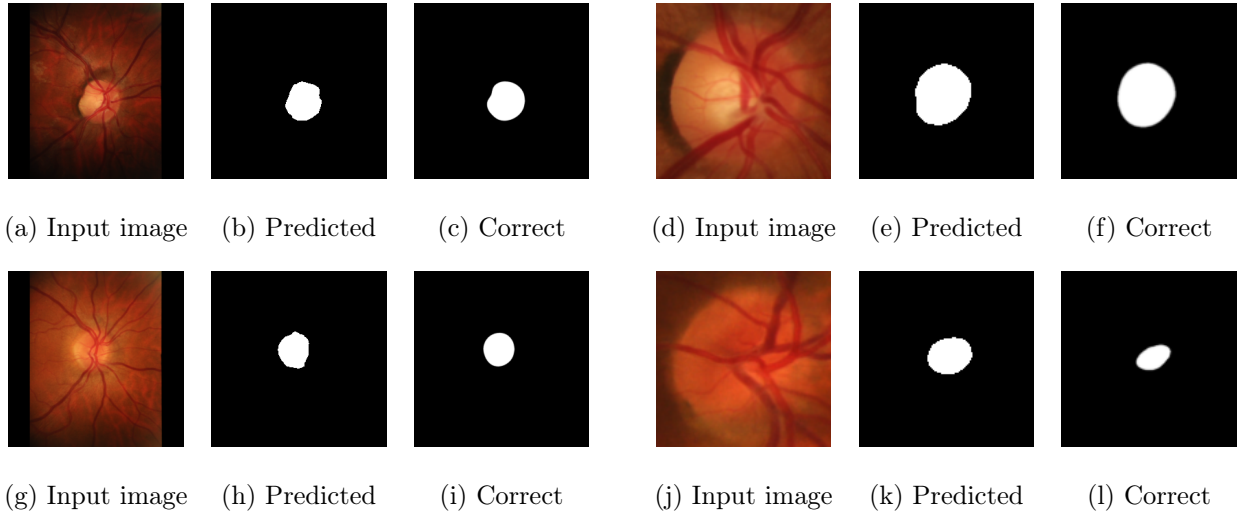 (a) Input image (b) Predicted (c) Correct (d) Input image (e) Predicted (f) Correct
(g) Input image (h) Predicted (i) Correct (j) Input image (k) Predicted (l) Correct